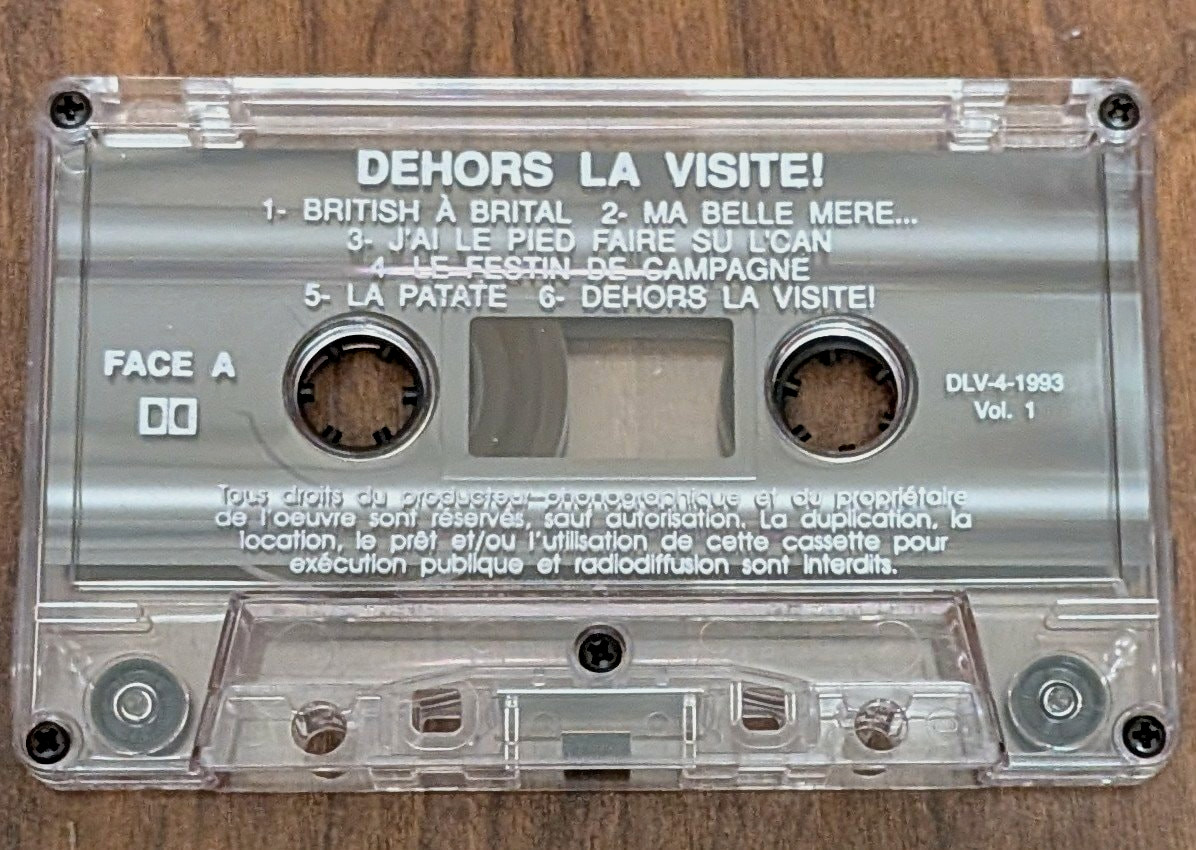 DEHORS LA VISITE!
1- BRITISH À BRITAL 2- MA BELLE MERE...
3- J'AI LE PIED FAIRE SU L'CAN
4- LE FESTIN DE CAMPAGNE
5- LA PATATE 6- DEHORS LA VISITE!
FACE A
DLV-4-1993
Vol. 1
Tous droits du producteur phonographique et du propriétaire
de l'oeuvre sont réservés, sauf autorisation. La duplication, la
location, le prêt et/ou l'utilisation de cette cassette pour
exécution publique et radiodiffusion sont interdits.